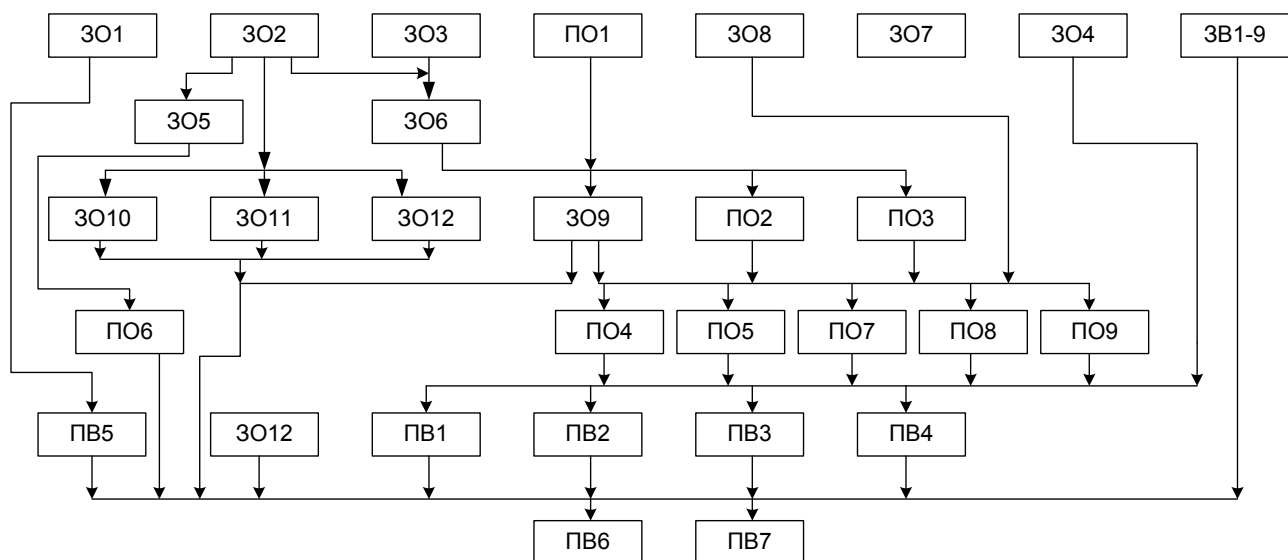 ЗО1 ЗО2 ЗО3 ПО1 ЗО8 ЗО7 ЗО4 ЗВ1-9
ЗО5 ЗО6
ЗО10 ЗО11 ЗО12 ЗО9 ПО2 ПО3
ПО6 ПО4 ПО5 ПО7 ПО8 ПО9
ПВ5 ЗО12 ПВ1 ПВ2 ПВ3 ПВ4
ПВ6 ПВ7